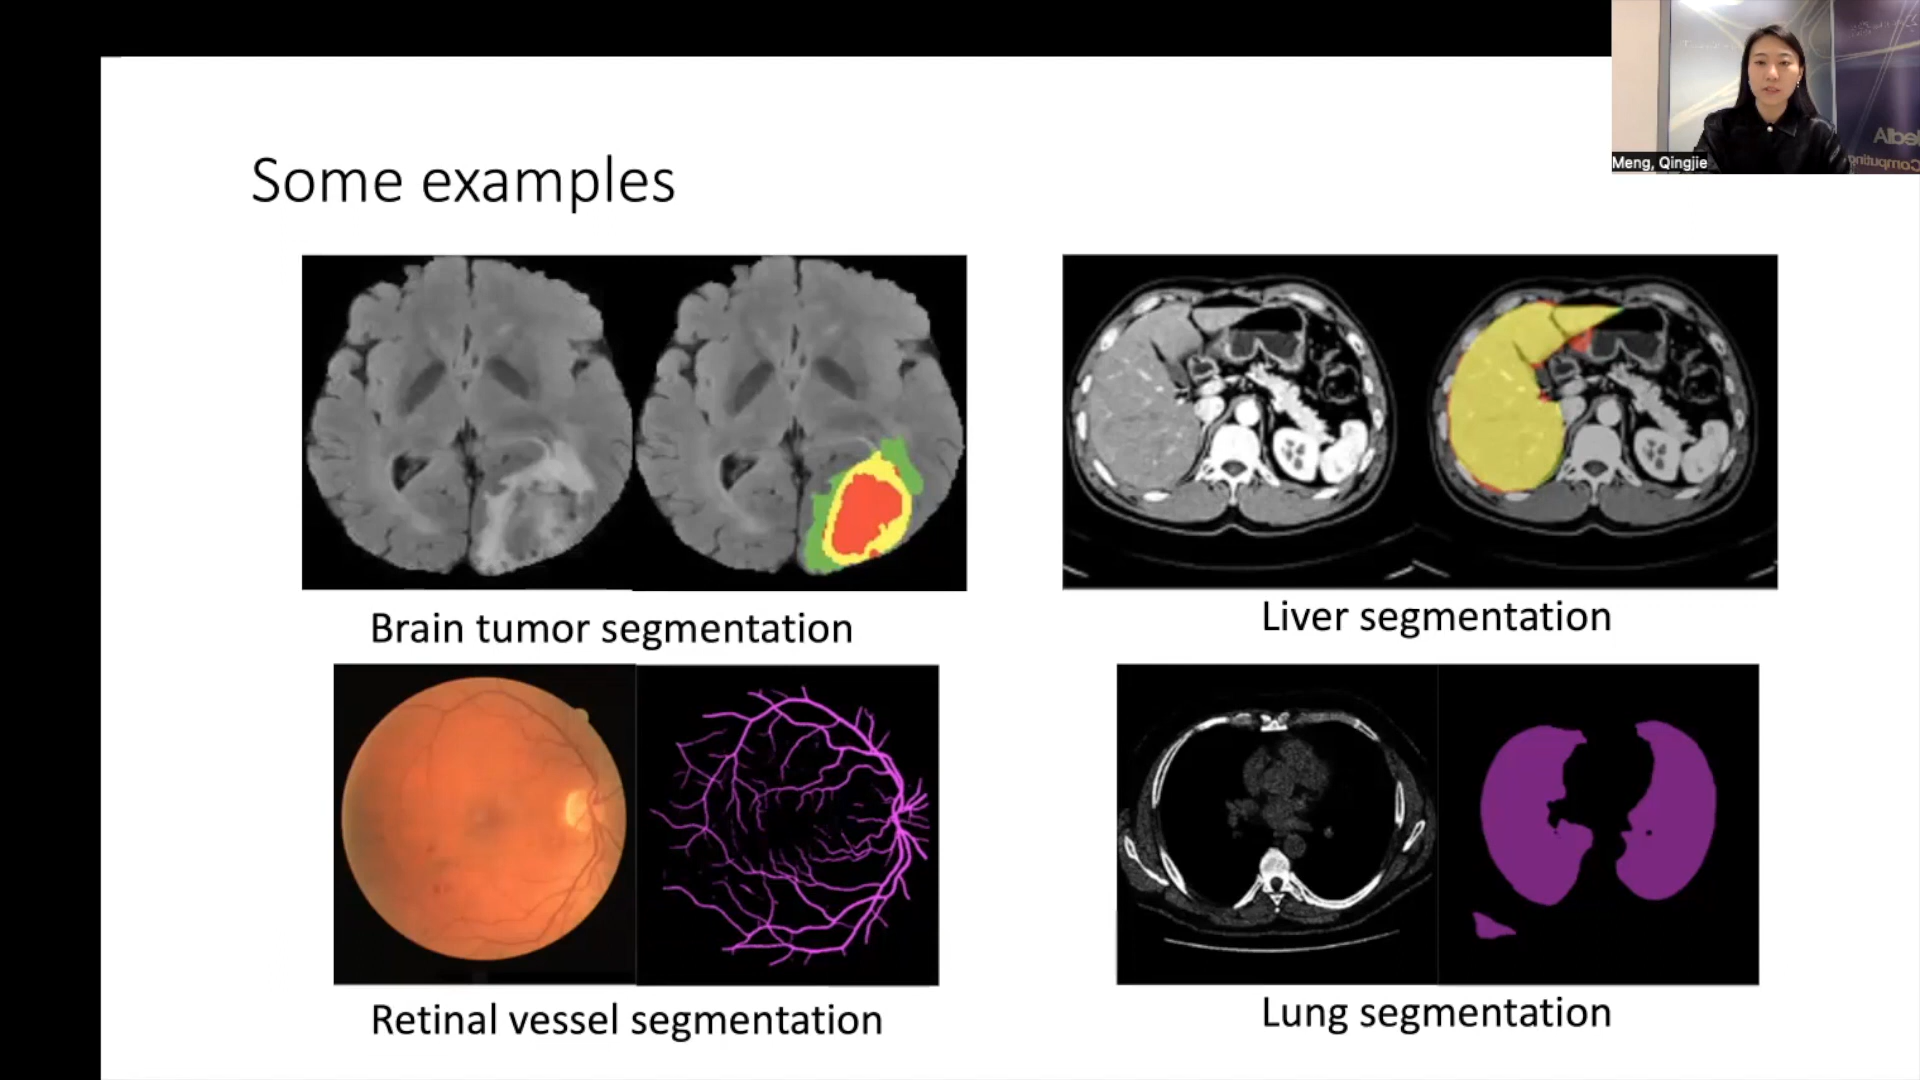 Some examples
Meng, Qingjie
Brain tumor segmentation
Liver segmentation
Retinal vessel segmentation
Lung segmentation